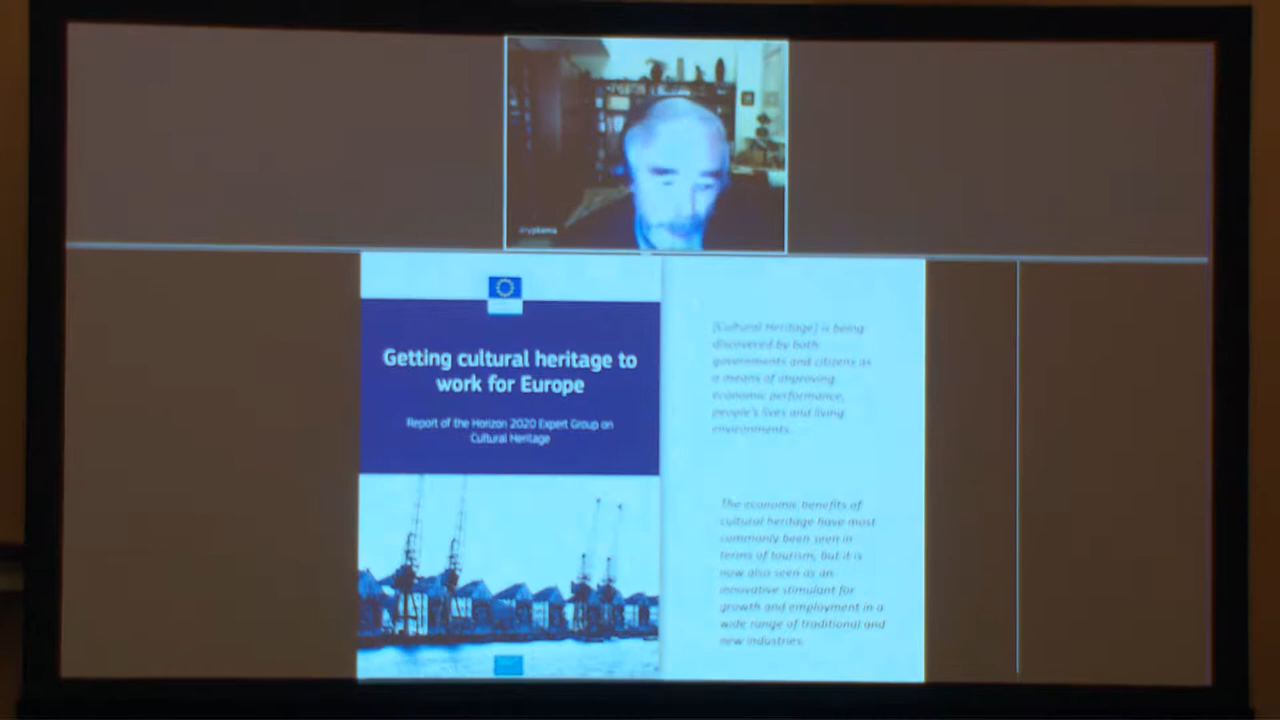 Getting cultural heritage to
work for Europe
Report of the Horizon 2020 Expert Group on
Cultural Heritage
[Cultural Heritage] is being
discovered by both
governments and citizens as
a means of improving
economic performance,
people's lives and living
environments.
The economic benefits of
cultural heritage have most
commonly been seen in
terms of tourism, but it is
now also seen as an
innovative stimulant for
growth and employment in a
wide range of traditional and
new industries.